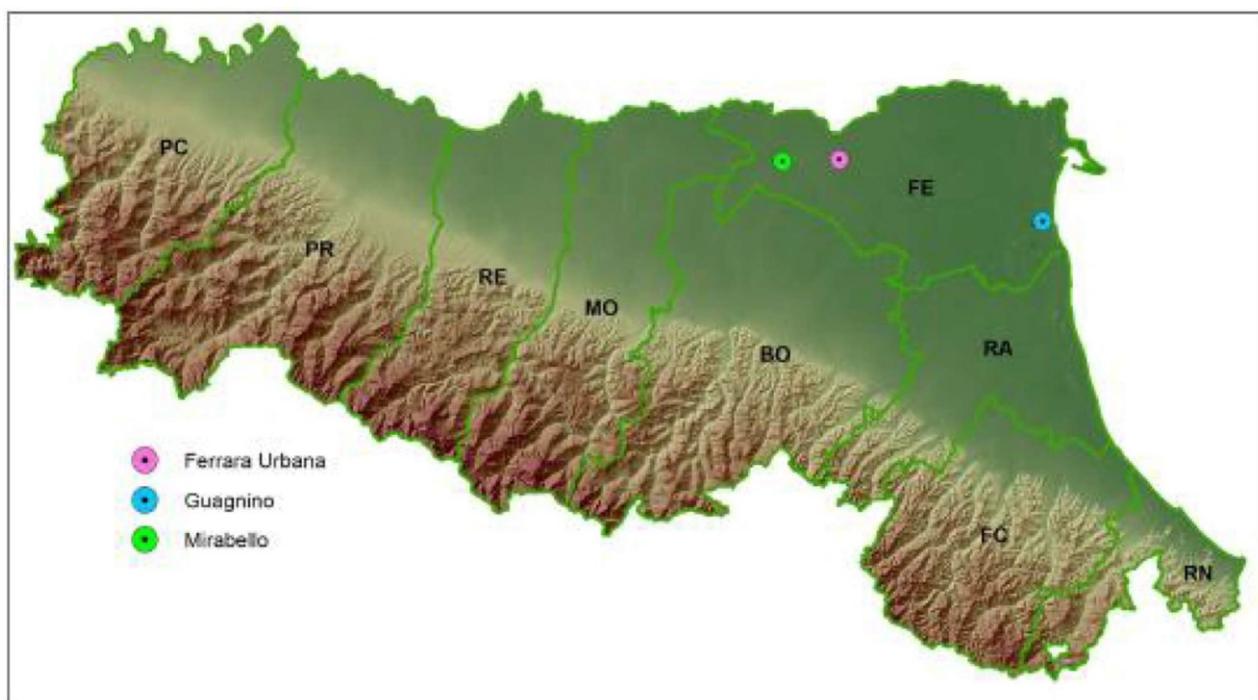 PC
FE
PR
RE
MO
RA
BO
Ferrara Urbana
Guagnino
Mirabello
FC
RN